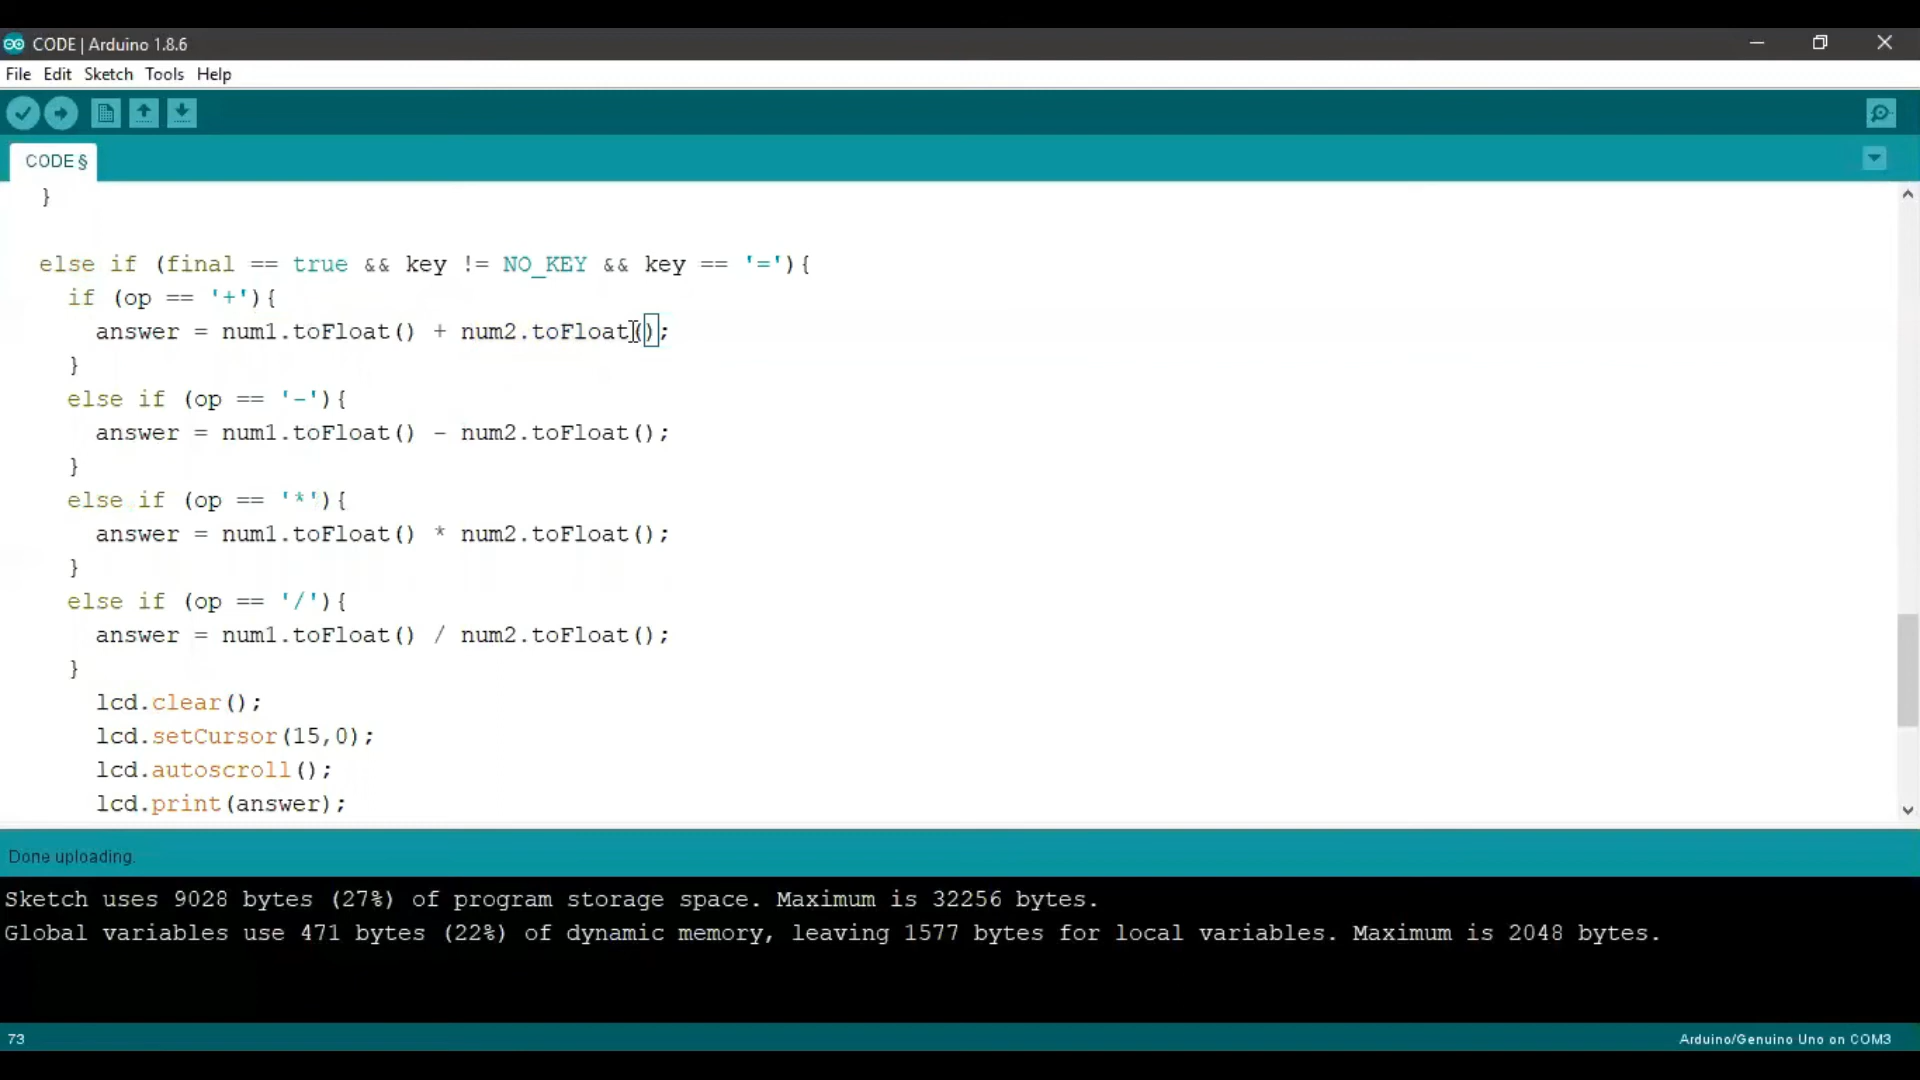 CODE | Arduino 1.8.6
File Edit Sketch Tools Help
CODE §
}
else if (final == true && key != NO_KEY && key == '='){
if (op == '+'){
answer = num1.toFloat() + num2.toFloat();
}
else if (op == '-'){
answer = num1.toFloat() - num2.toFloat();
}
else if (op == '*'){
answer = num1.toFloat() * num2.toFloat();
}
else if (op == '/'){
answer = num1.toFloat() / num2.toFloat();
}
lcd.clear();
lcd.setCursor(15,0);
lcd.autoscroll();
lcd.print(answer);
Done uploading.
Sketch uses 9028 bytes (27%) of program storage space. Maximum is 32256 bytes.
Global variables use 471 bytes (22%) of dynamic memory, leaving 1577 bytes for local variables. Maximum is 2048 bytes.
73
Arduino/Genuino Uno on COM3